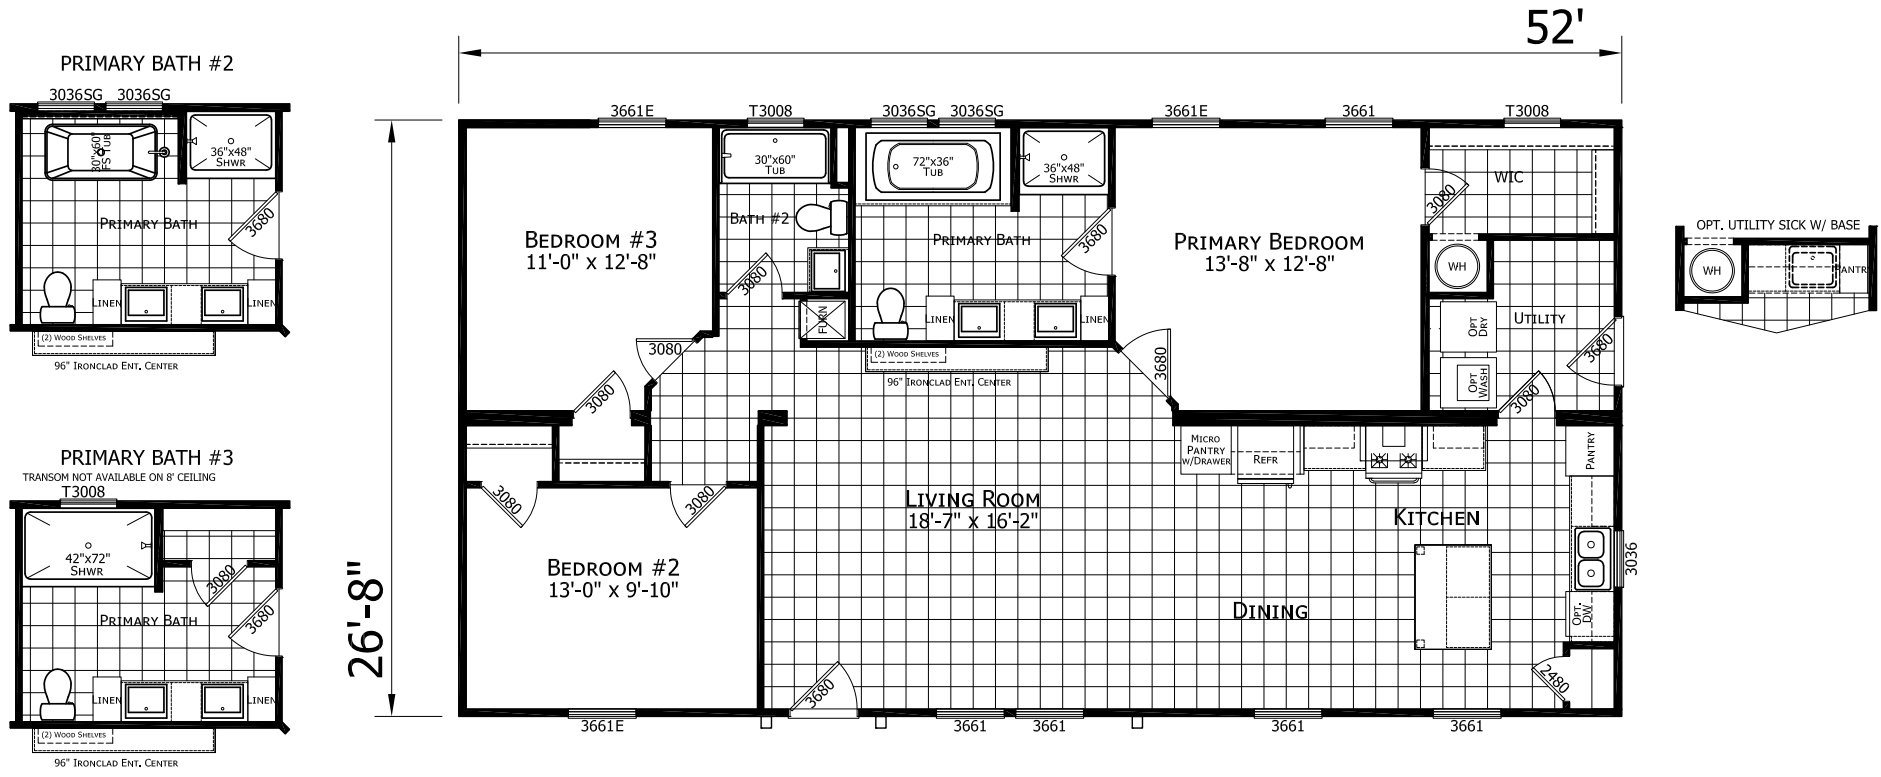 52'
PRIMARY BATH #2
3036SG 3036SG
30"x60"
FS TUB
36"x48"
SHWR
PRIMARY BATH
3680
LINEN
LINEN
(2) WOOD SHELVES
96" IRONCLAD ENT. CENTER
PRIMARY BATH #3
TRANSOM NOT AVAILABLE ON 8' CEILING
T3008
42"x72"
SHWR
3080
PRIMARY BATH
3680
LINEN
LINEN
(2) WOOD SHELVES
96" IRONCLAD ENT. CENTER
26'-8"
3661E
T3008
3036SG 3036SG
3661E
3661
T3008
BEDROOM #3
11'-0" x 12'-8"
3080
3080
30"x60"
TUB
BATH #2
3080
FURN
72"x36"
TUB
36"x48"
SHWR
PRIMARY BATH
3680
LINEN
LINEN
(2) WOOD SHELVES
96" IRONCLAD ENT. CENTER
PRIMARY BEDROOM
13'-8" x 12'-8"
3680
WIC
3080
WH
UTILITY
OPT
DRY
OPT
WASH
3680
3080
3080
3080
BEDROOM #2
13'-0" x 9'-10"
LIVING ROOM
18'-7" x 16'-2"
MICRO
PANTRY
W/DRAWER
REFR
PANTRY
KITCHEN
3036
DINING
OPT.
DW
2480
3680
3661E
3661
3661
3661
3661
OPT. UTILITY SICK W/ BASE
WH
PANTR